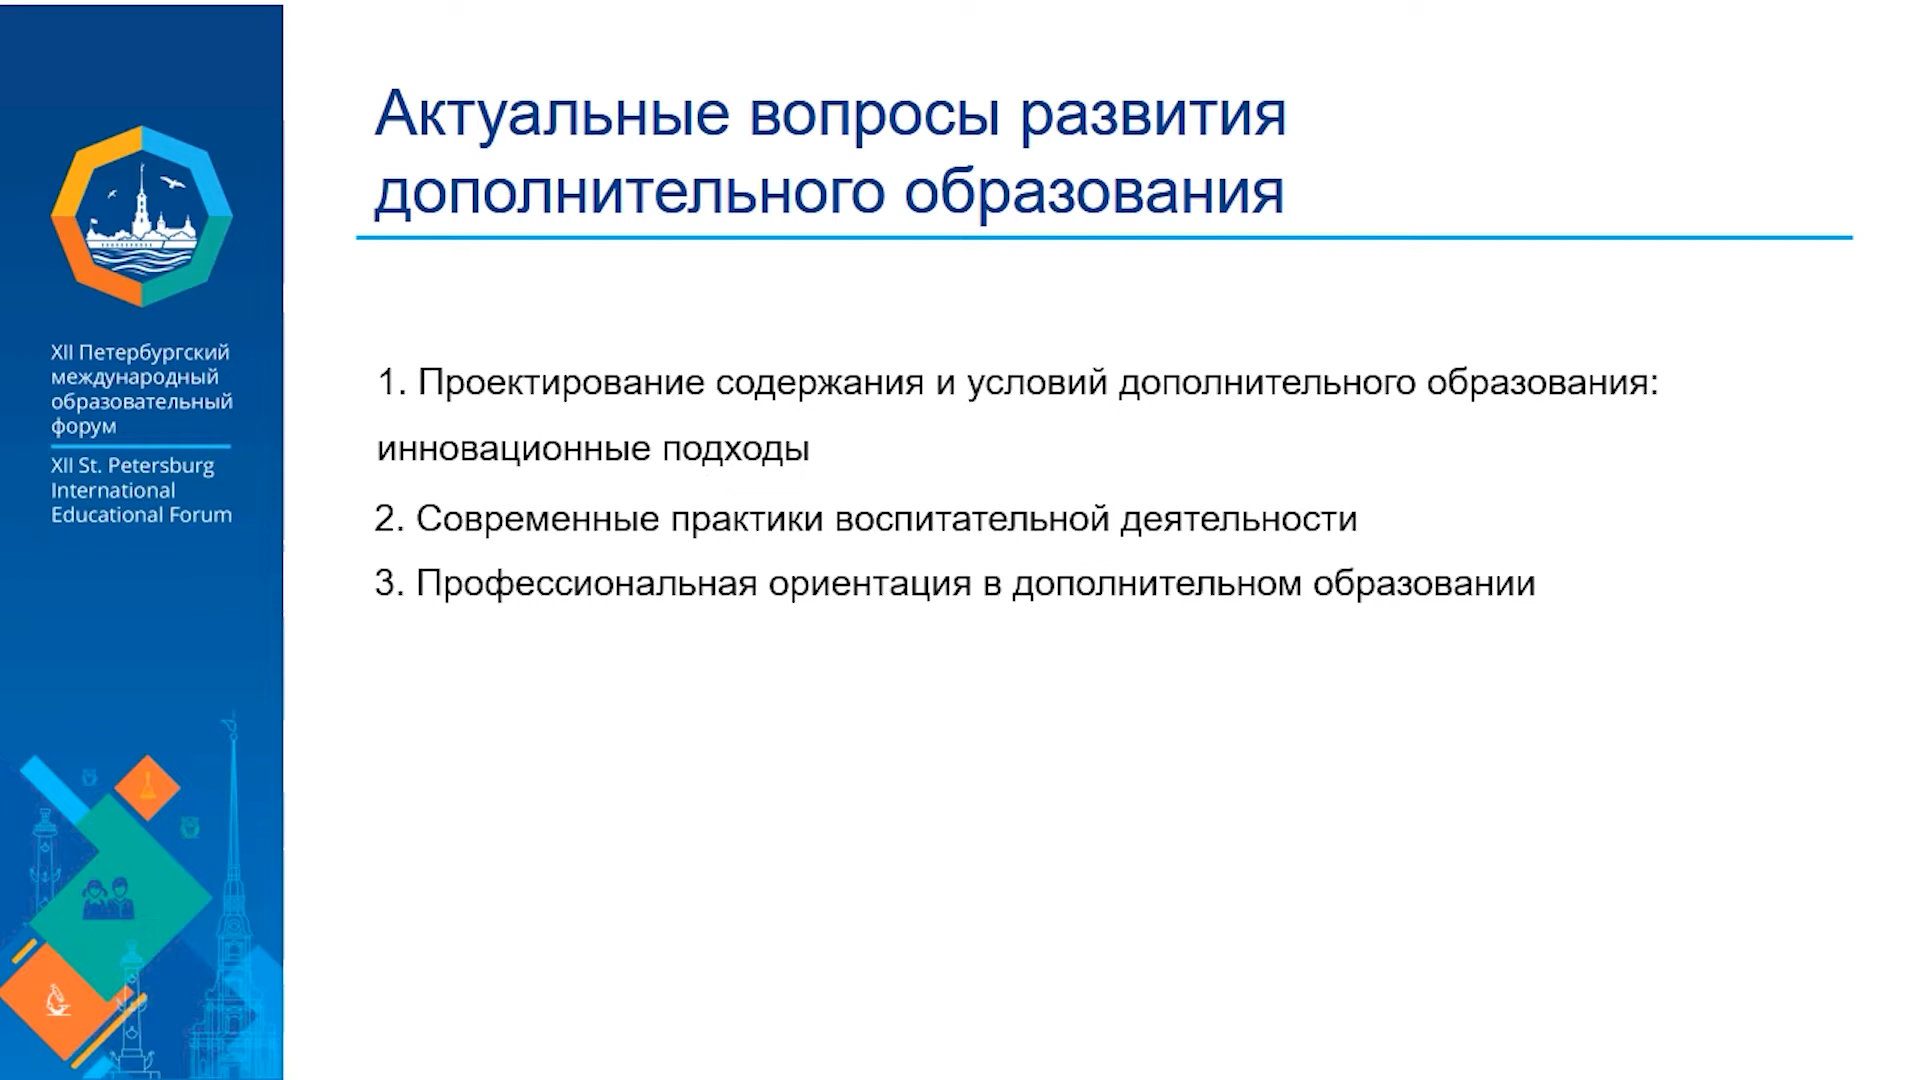 XII Петербургский
международный
образовательный
форум
XII St. Petersburg
International
Educational Forum
Актуальные вопросы развития
дополнительного образования
1. Проектирование содержания и условий дополнительного образования:
инновационные подходы
2. Современные практики воспитательной деятельности
3. Профессиональная ориентация в дополнительном образовании